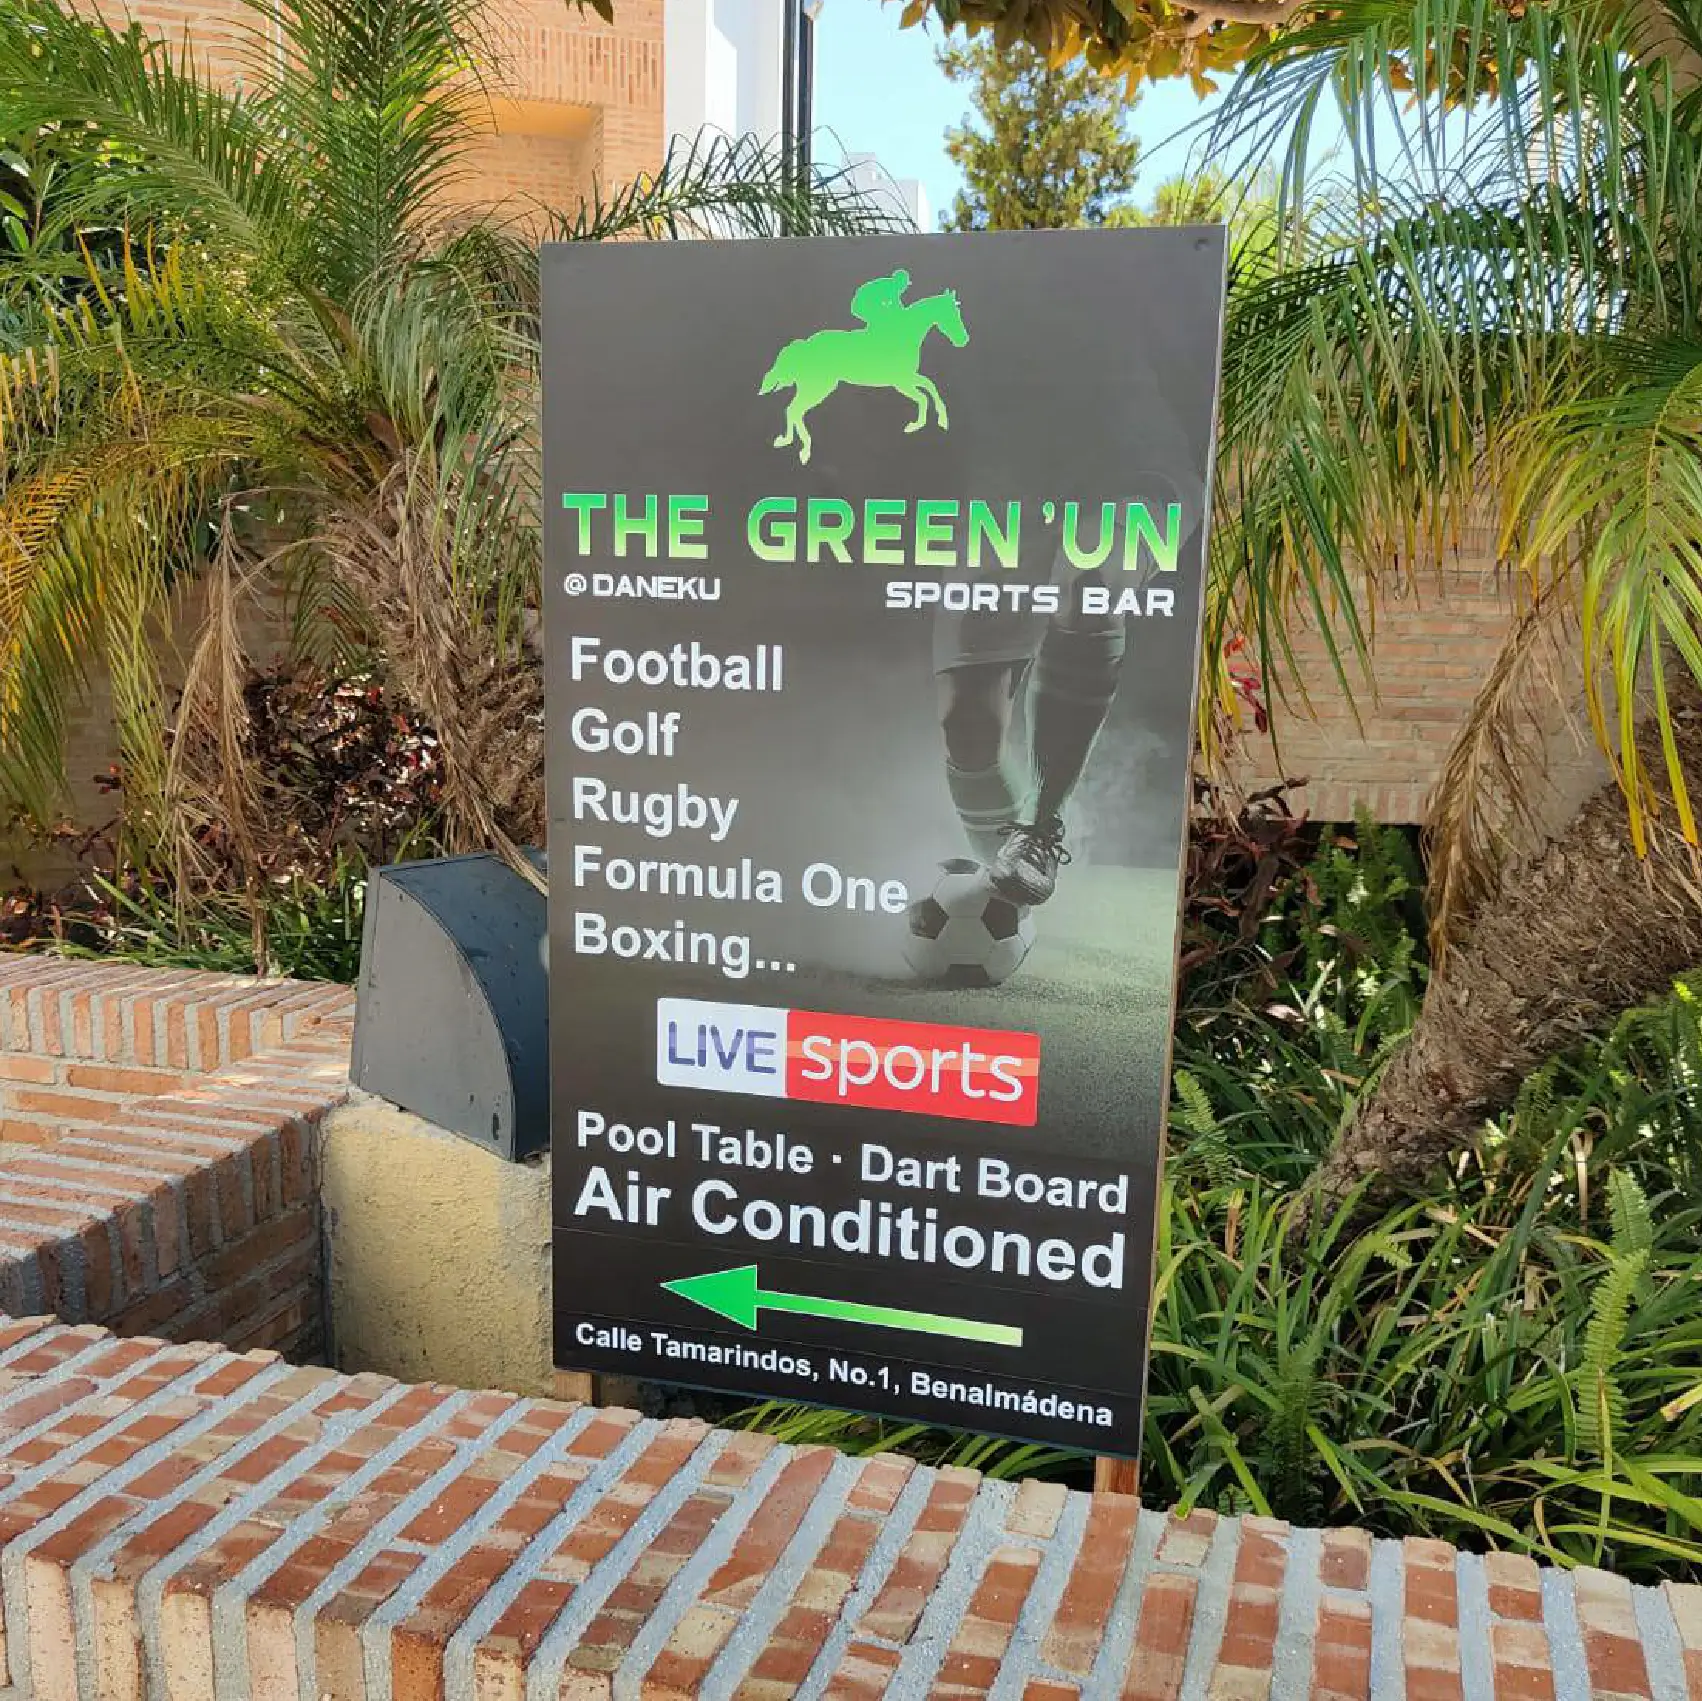 THE GREEN 'UN
@DANEKU SPORTS BAR
Football
Golf
Rugby
Formula One
Boxing...
LIVE sports
Pool Table · Dart Board
Air Conditioned
Calle Tamarindos, No.1, Benalmádena